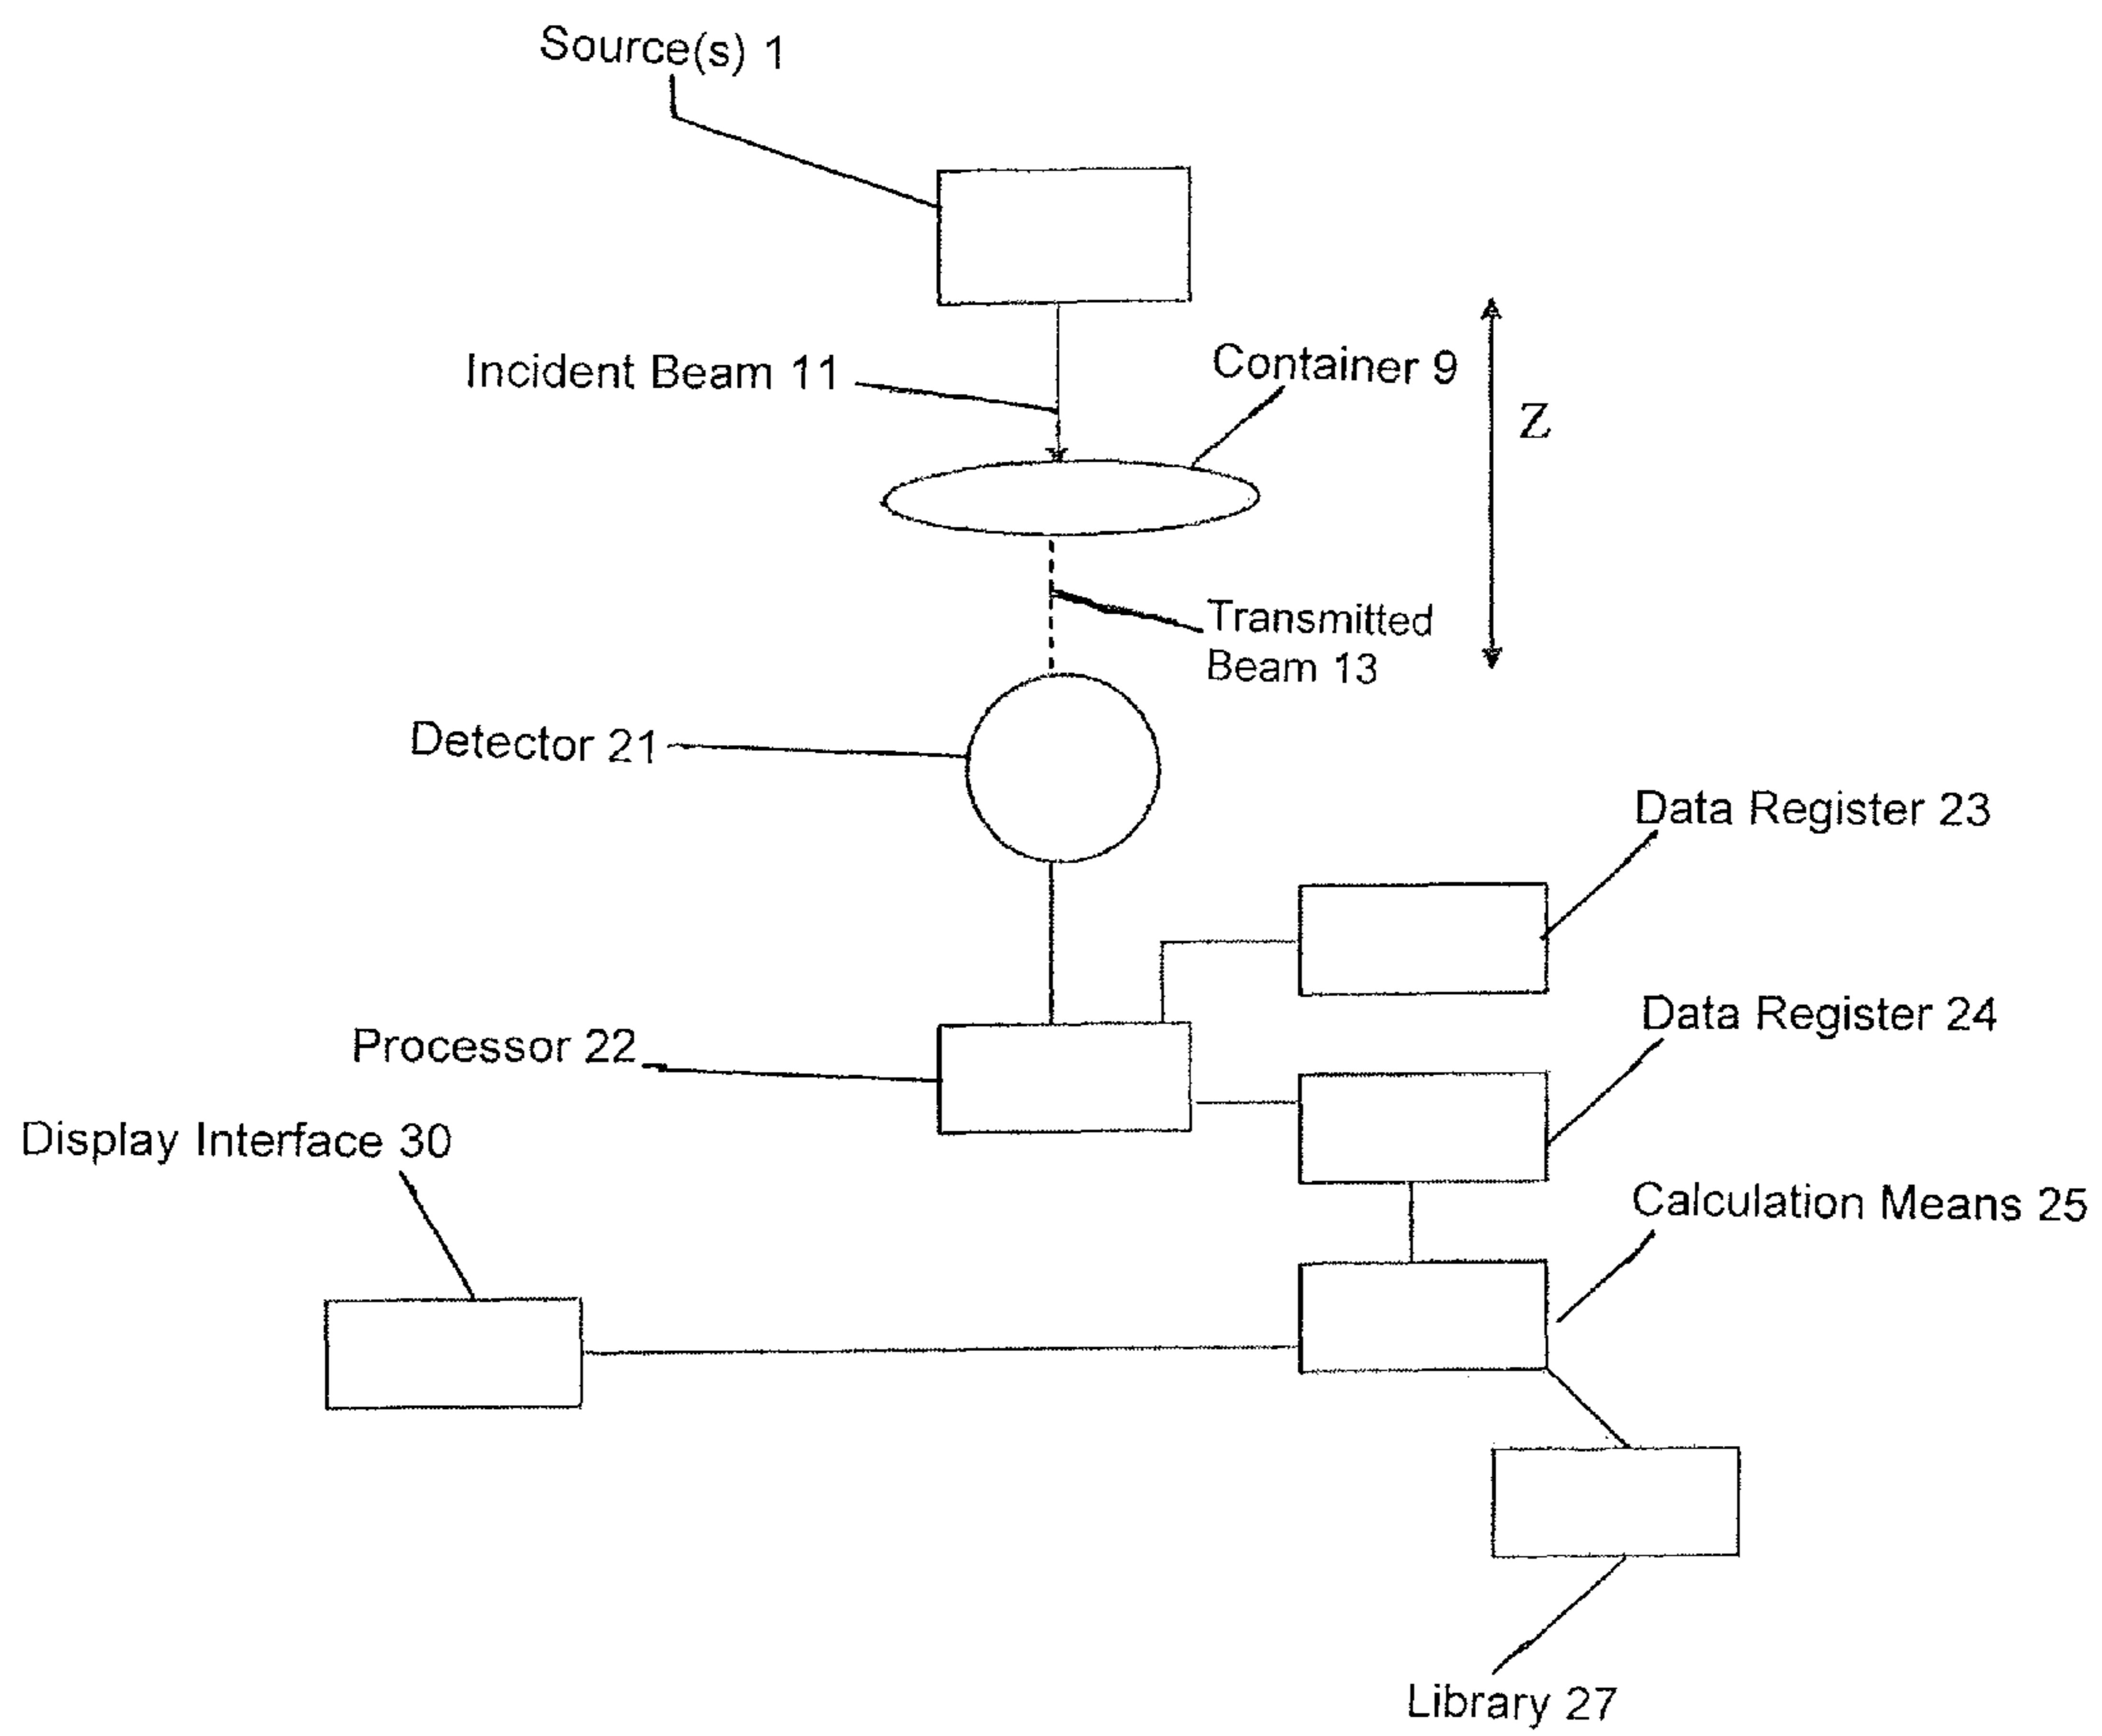 Source(s) 1
Incident Beam 11
Container 9
Z
Transmitted
Beam 13
Detector 21
Data Register 23
Data Register 24
Processor 22
Display Interface 30
Calculation Means 25
Library 27